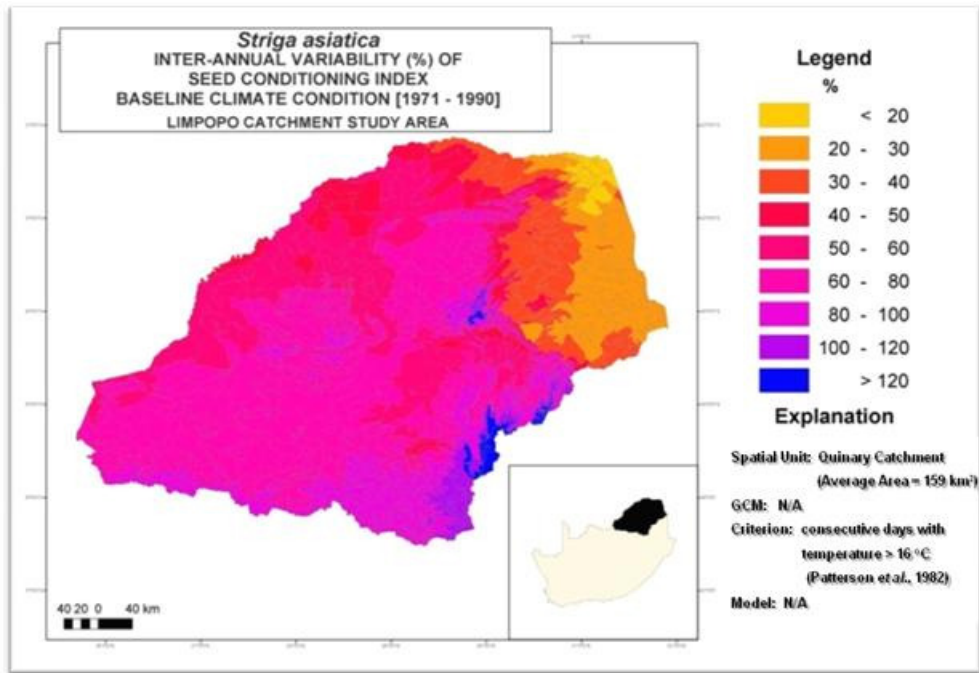 Striga asiatica
INTER-ANNUAL VARIABILITY (%) OF
SEED CONDITIONING INDEX
BASELINE CLIMATE CONDITION [1971 - 1990]
LIMPOPO CATCHMENT STUDY AREA
Legend
%
< 20
20 - 30
30 - 40
40 - 50
50 - 60
60 - 80
80 - 100
100 - 120
> 120
Explanation
Spatial Unit: Quinary Catchment
(Average Area = 159 km²)
GCM: N/A
Criterion: consecutive days with
temperature > 16 °C
(Patterson et al., 1982)
Model: N/A
40 20 0 40 km